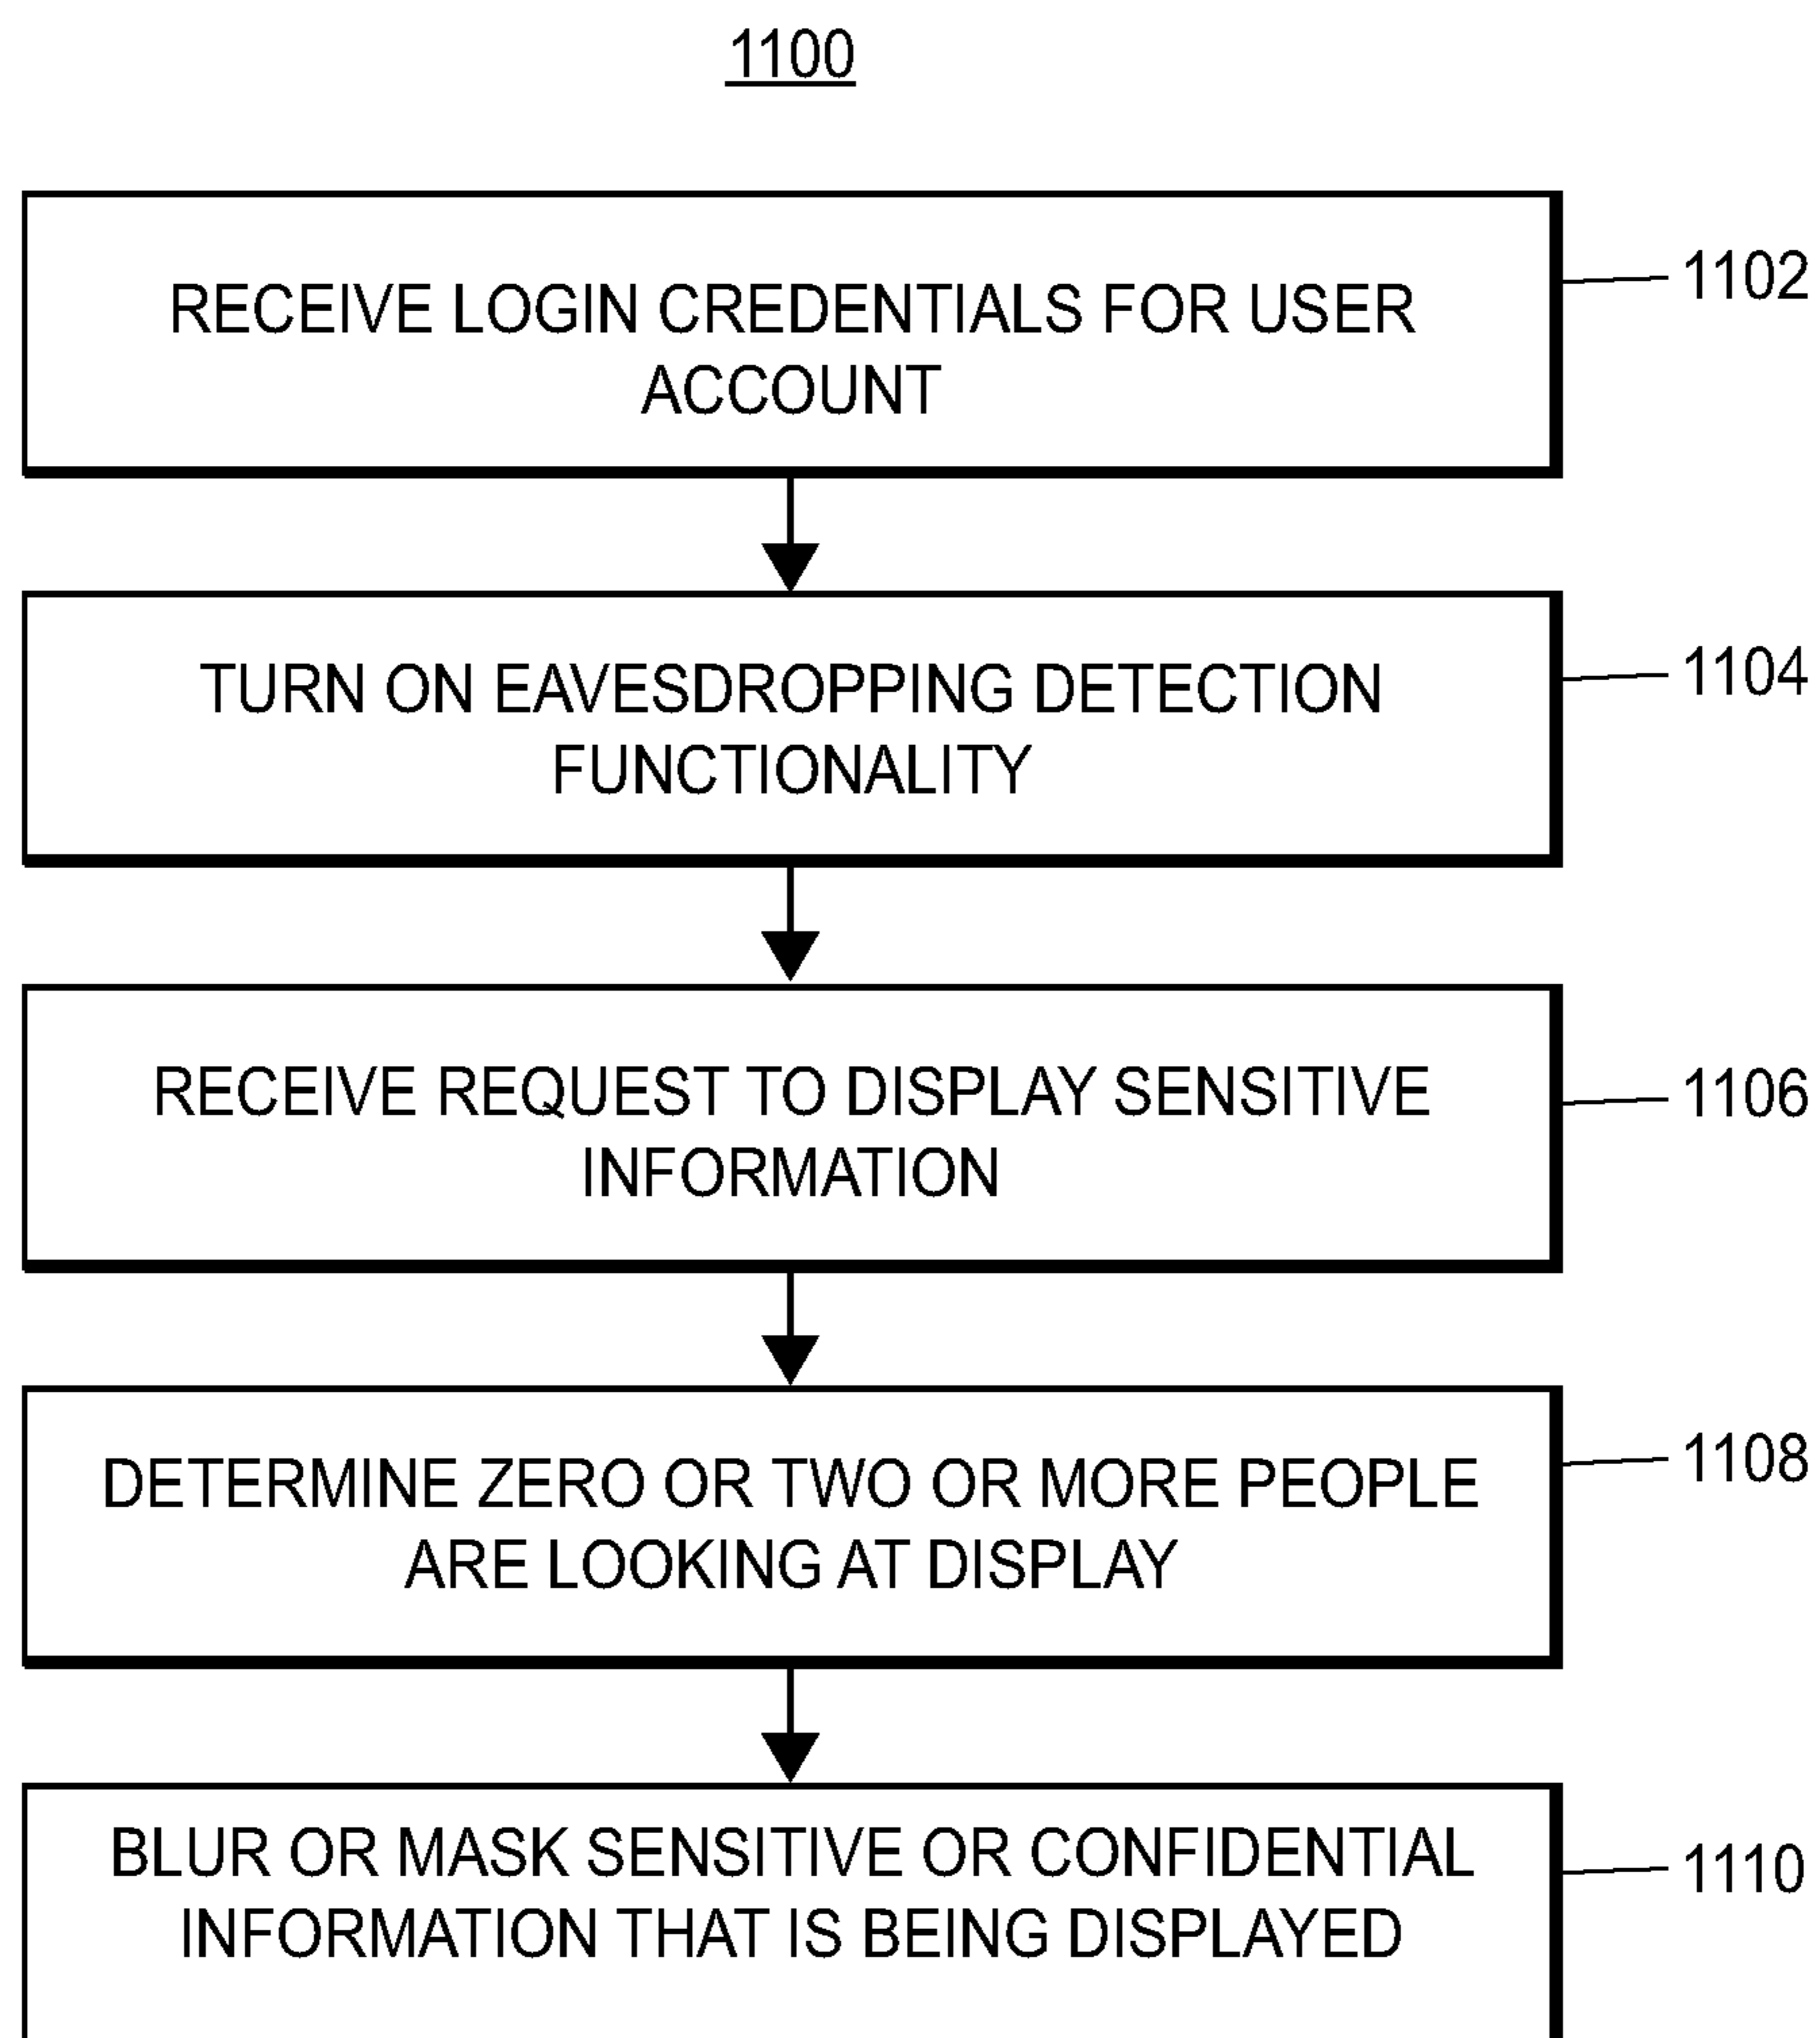 1100
RECEIVE LOGIN CREDENTIALS FOR USER
ACCOUNT
1102
TURN ON EAVESDROPPING DETECTION
FUNCTIONALITY
1104
RECEIVE REQUEST TO DISPLAY SENSITIVE
INFORMATION
1106
DETERMINE ZERO OR TWO OR MORE PEOPLE
ARE LOOKING AT DISPLAY
1108
BLUR OR MASK SENSITIVE OR CONFIDENTIAL
INFORMATION THAT IS BEING DISPLAYED
1110